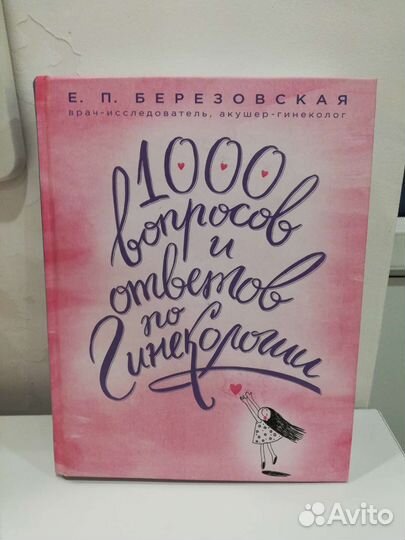 Е. П. БЕРЕЗОВСКАЯ
врач-исследователь, акушер-гинеколог
1000
вопросов
и
ответов
по
Гинекологии
Avito